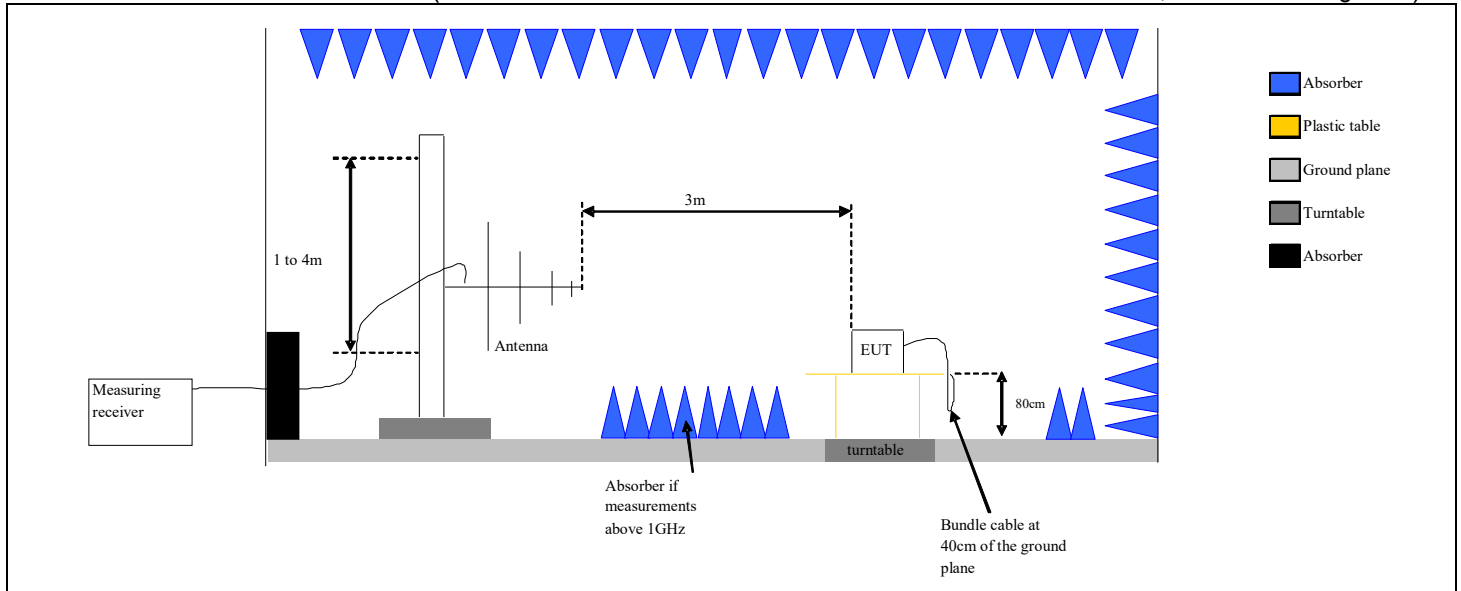 Absorber
Plastic table
Ground plane
Turntable
Absorber
3m
1 to 4m
Antenna
EUT
Measuring
receiver
80cm
turntable
Absorber if
measurements
above 1GHz
Bundle cable at
40cm of the ground
plane